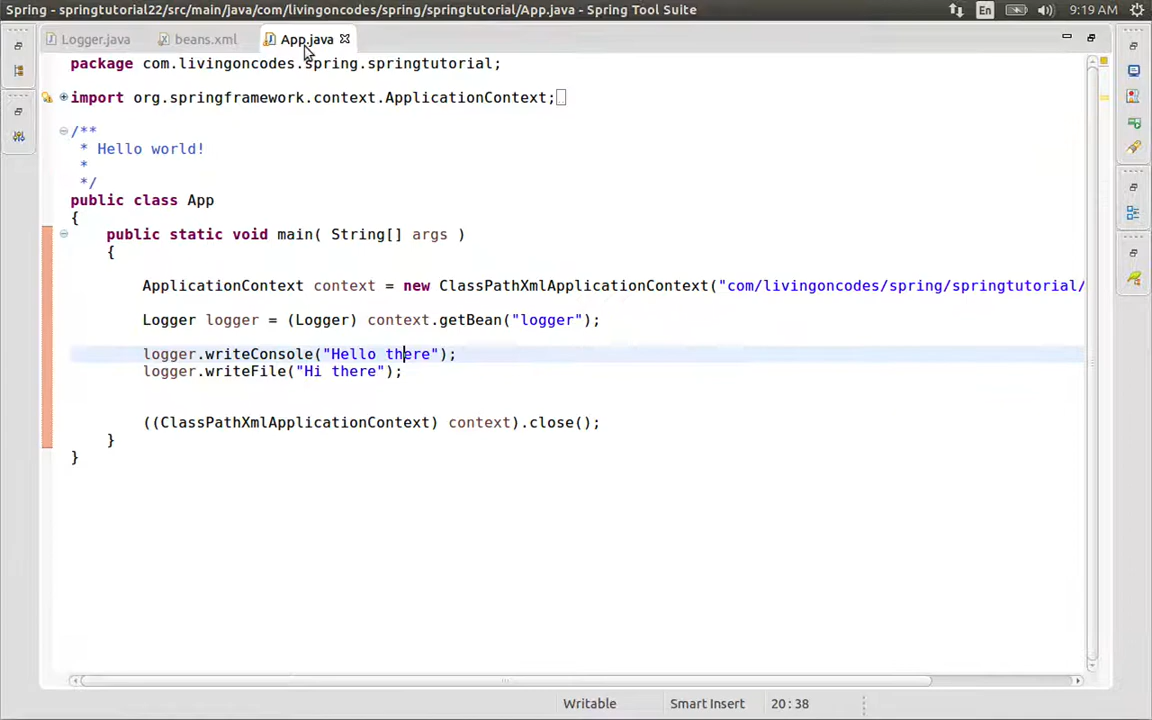 Spring - springtutorial22/src/main/java/com/livingoncodes/spring/springtutorial/App.java - Spring Tool Suite
En
9:19 AM
Logger.java
beans.xml
App.java
package com.livingoncodes.spring.springtutorial;
import org.springframework.context.ApplicationContext;
/**
* Hello world!
*
*/
public class App
{
public static void main( String[] args )
{
ApplicationContext context = new ClassPathXmlApplicationContext("com/livingoncodes/spring/springtutorial/
Logger logger = (Logger) context.getBean("logger");
logger.writeConsole("Hello there");
logger.writeFile("Hi there");
((ClassPathXmlApplicationContext) context).close();
}
}
Writable
Smart Insert
20:38